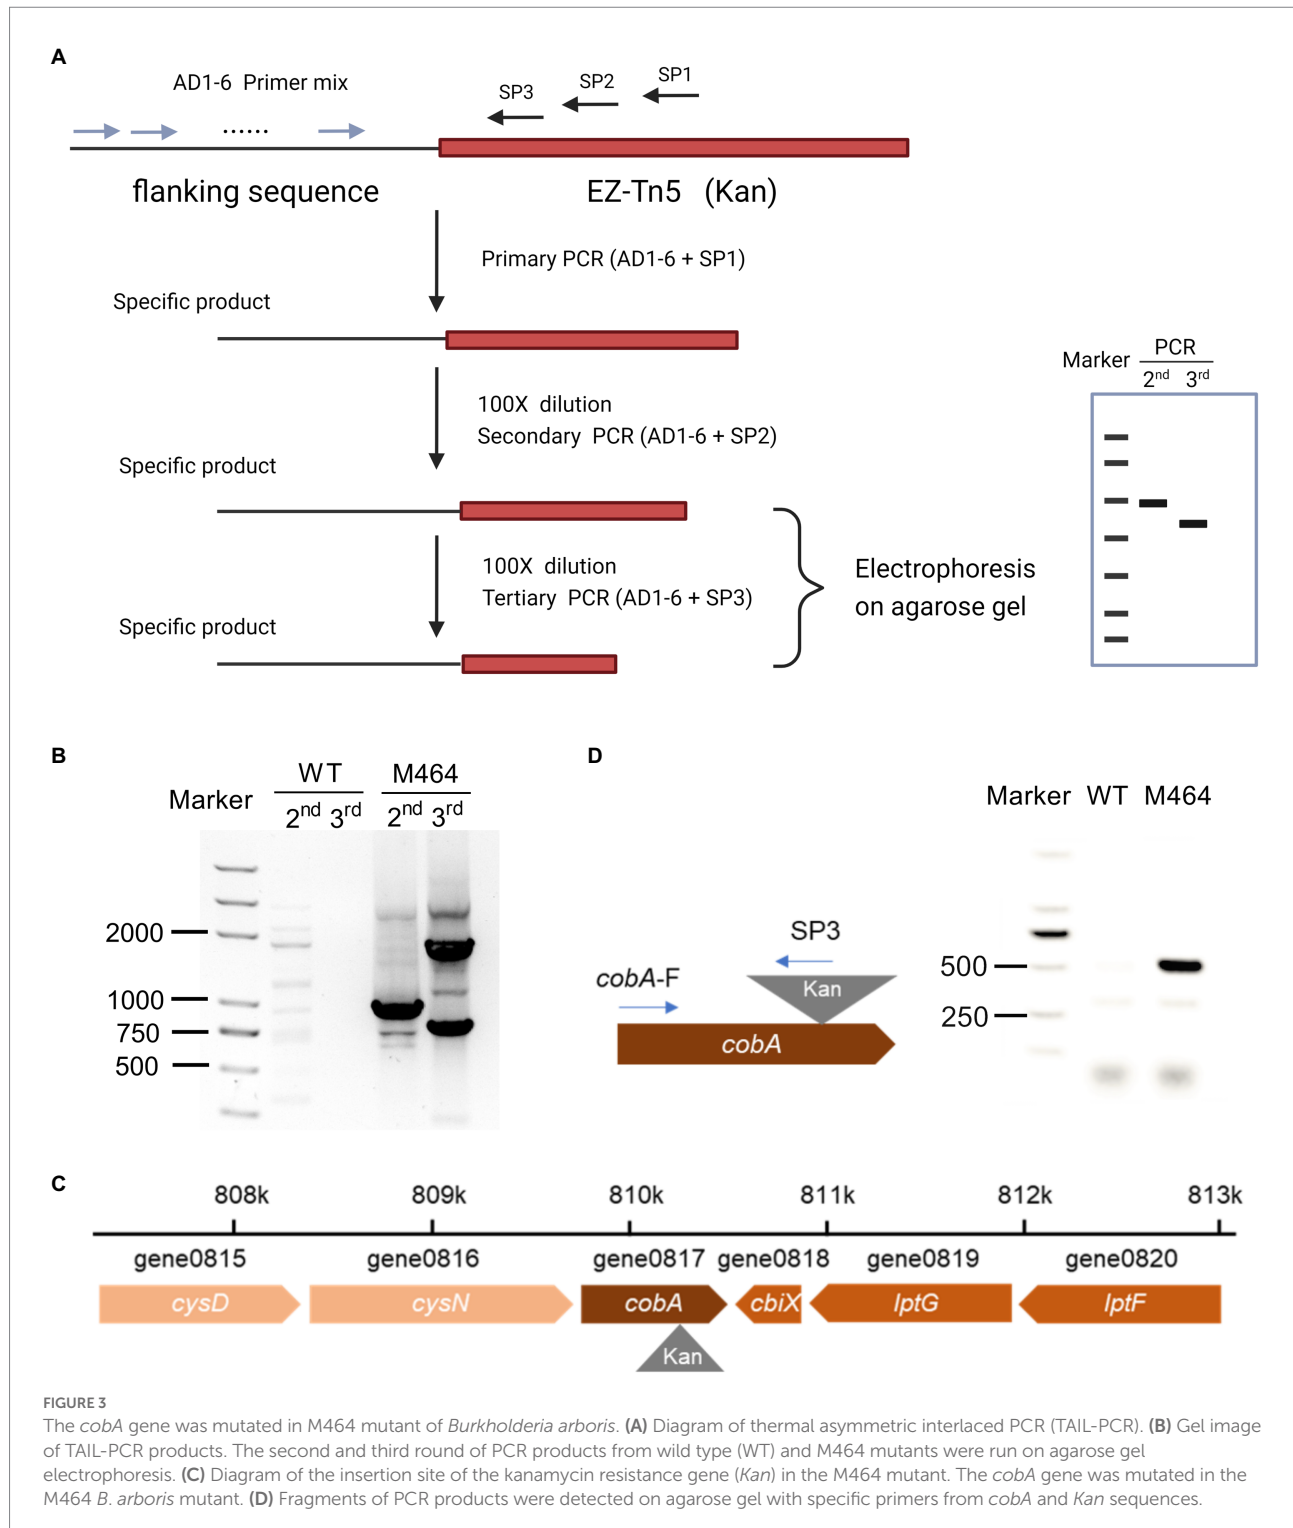 A
AD1-6 Primer mix
SP3
SP2
SP1
......
flanking sequence
EZ-Tn5 (Kan)
Primary PCR (AD1-6 + SP1)
Specific product
100X dilution
Secondary PCR (AD1-6 + SP2)
Specific product
100X dilution
Tertiary PCR (AD1-6 + SP3)
Specific product
Electrophoresis
on agarose gel
Marker
PCR
2nd
3rd
B
Marker
WT
M464
2nd 3rd
2nd 3rd
2000
1000
750
500
D
Marker WT M464
SP3
Kan
cobA-F
cobA
500
250
C
808k 809k 810k 811k 812k 813k
gene0815 gene0816 gene0817 gene0818 gene0819 gene0820
cysD cysN cobA cbiX lptG lptF
Kan
FIGURE 3
The cobA gene was mutated in M464 mutant of Burkholderia arboris. (A) Diagram of thermal asymmetric interlaced PCR (TAIL-PCR). (B) Gel image
of TAIL-PCR products. The second and third round of PCR products from wild type (WT) and M464 mutants were run on agarose gel
electrophoresis. (C) Diagram of the insertion site of the kanamycin resistance gene (Kan) in the M464 mutant. The cobA gene was mutated in the
M464 B. arboris mutant. (D) Fragments of PCR products were detected on agarose gel with specific primers from cobA and Kan sequences.